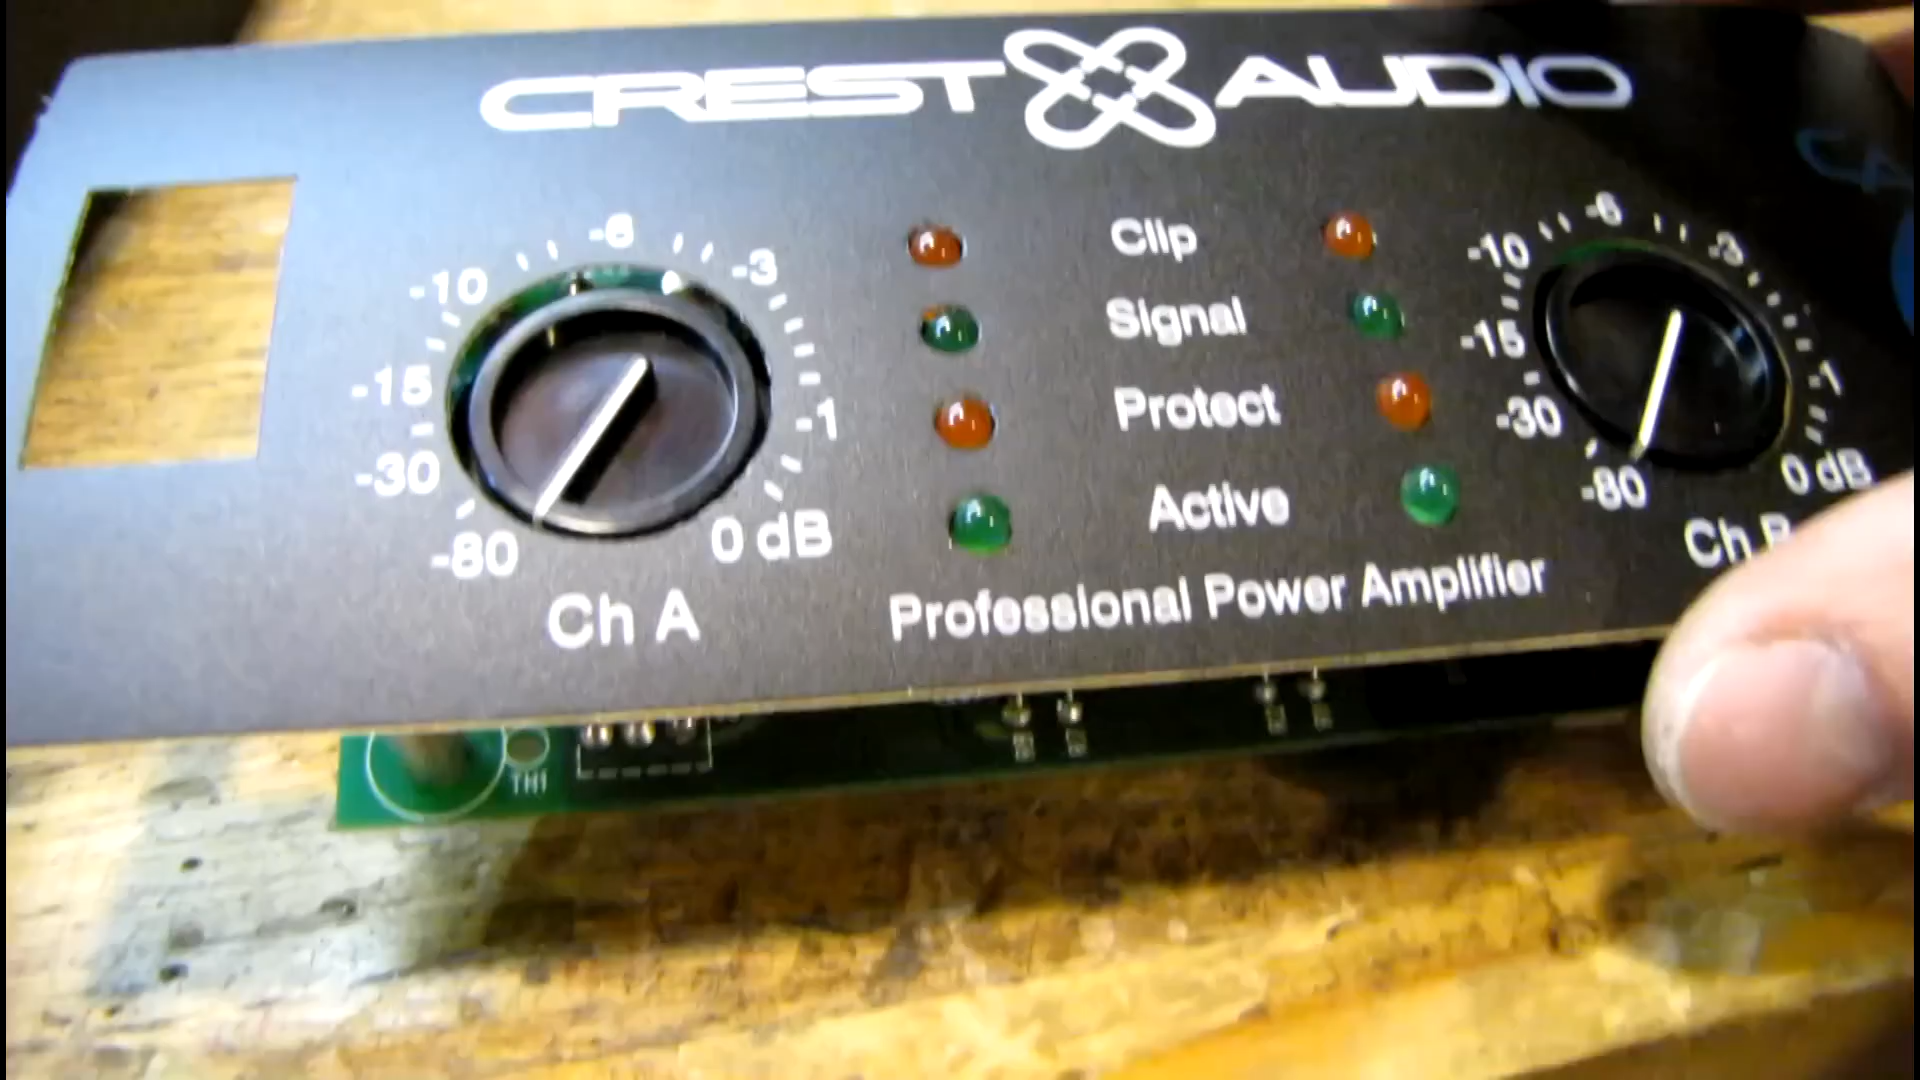 CREST AUDIO
-80 -30 -15 -10 -6 -3 -1 0 dB
Ch A
Clip
Signal
Protect
Active
Professional Power Amplifier
-80 -30 -15 -10 -6 -3 -1 0 dB
Ch
TH1